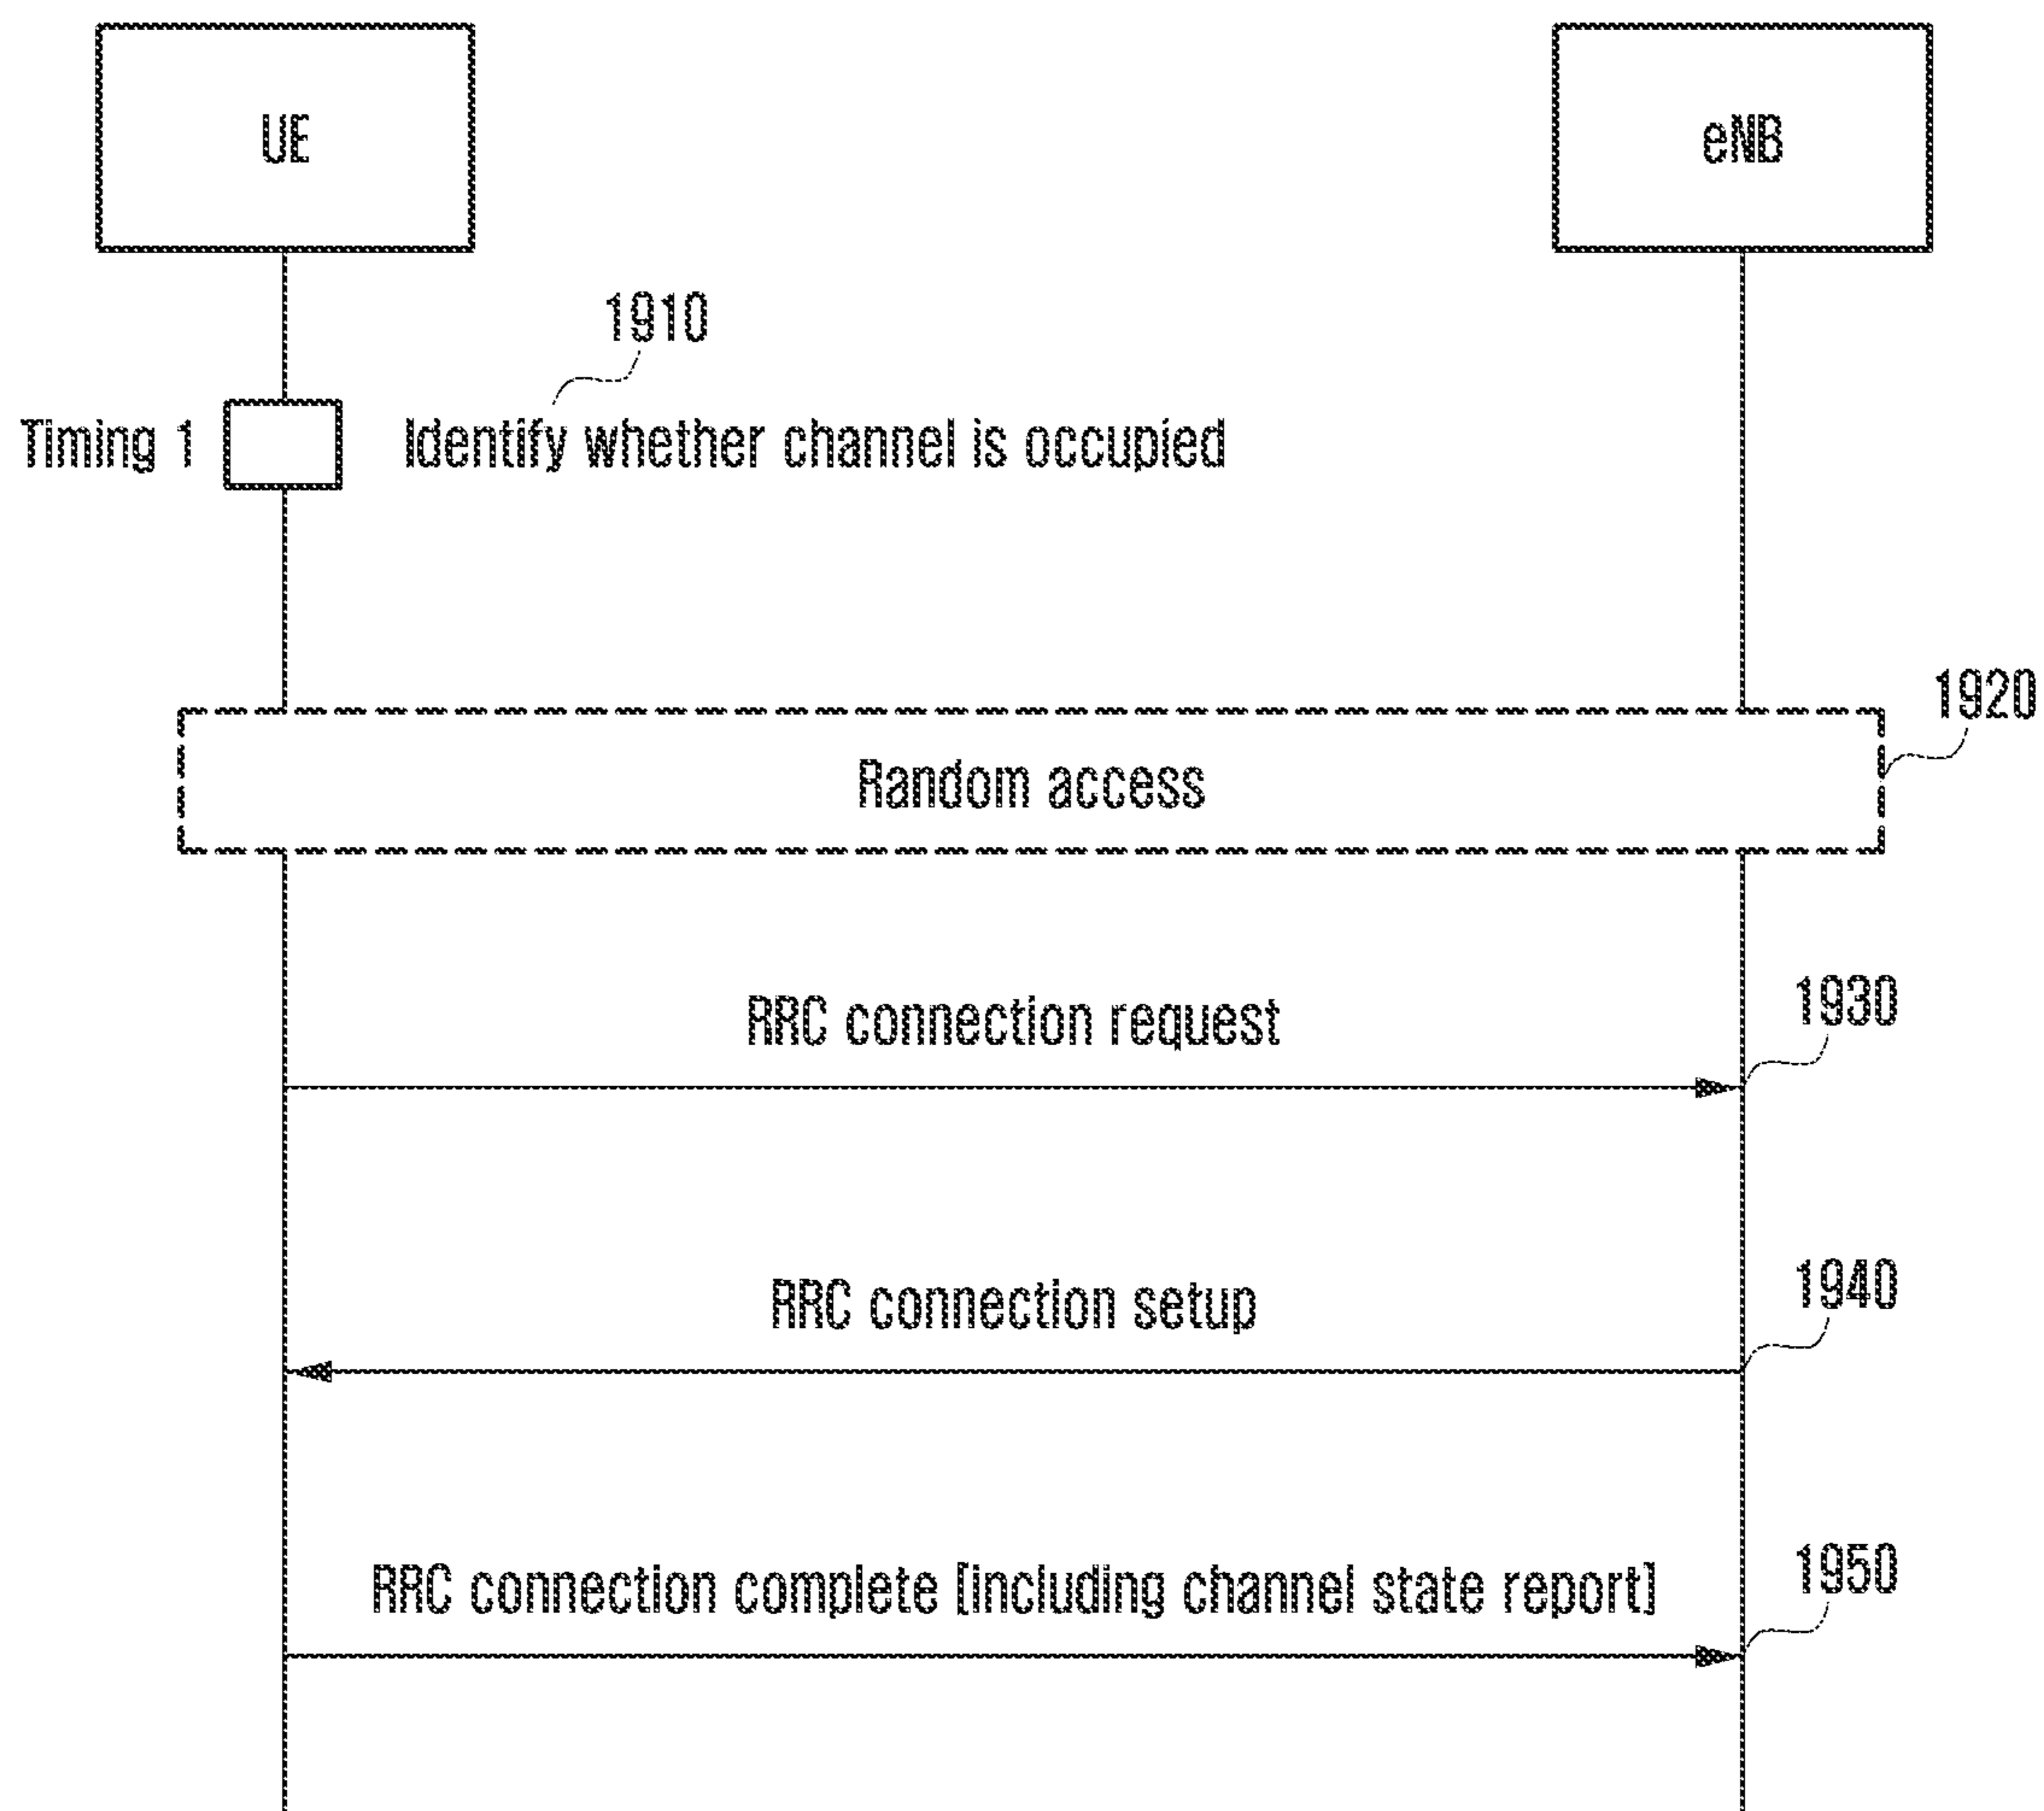 UE
eNB
1910
Timing 1
Identify whether channel is occupied
1920
Random access
RRC connection request
1930
RRC connection setup
1940
RRC connection complete [including channel state report]
1950